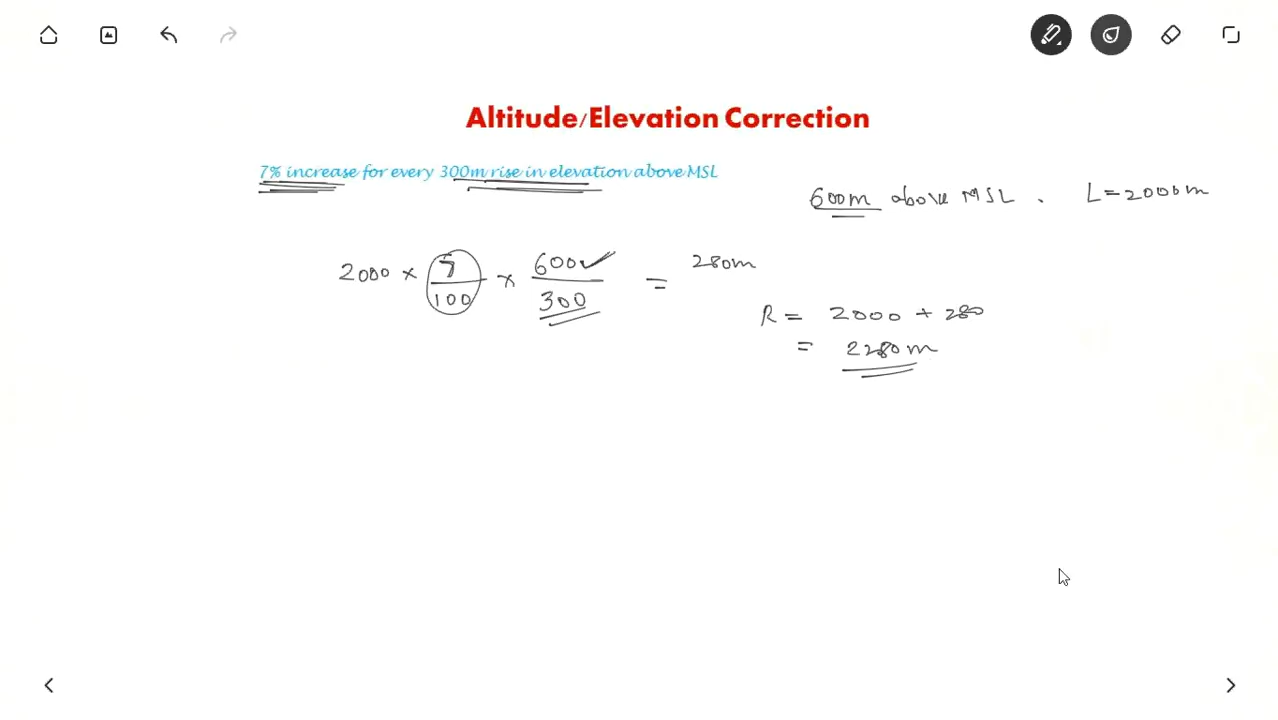 Altitude/Elevation Correction
7% increase for every 300m rise in elevation above MSL
600m above MSL . L=2000m
2000 × 7/100 × 600/300 = 280m
R = 2000 + 280
= 2280m